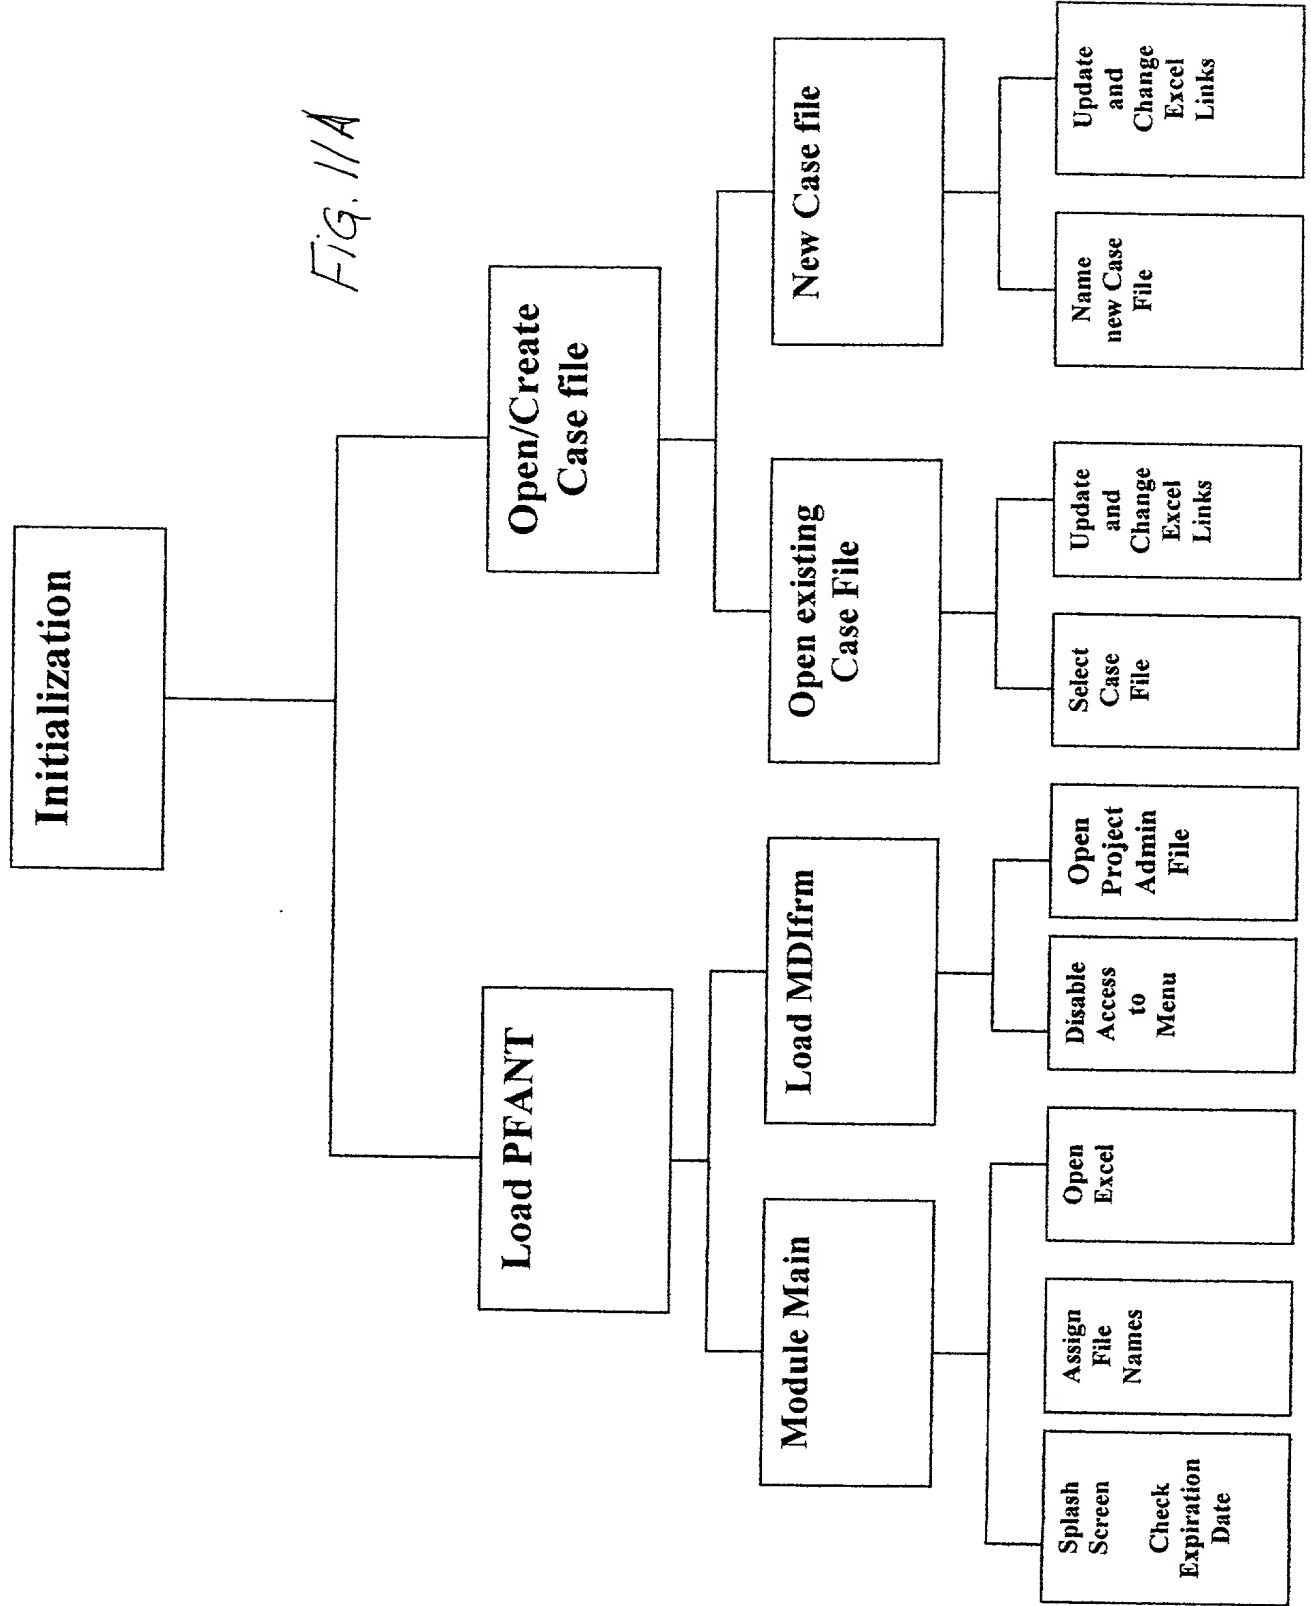 Initialization
Fig. 11A
Load PFANT
Open/Create
Case file
Module Main
Load MDIfrm
Open existing
Case File
New Case file
Splash
Screen
Check
Expiration
Date
Assign
File
Names
Open
Excel
Disable
Access
to
Menu
Open
Project
Admin
File
Select
Case
File
Update
and
Change
Excel
Links
Name
new Case
File
Update
and
Change
Excel
Links